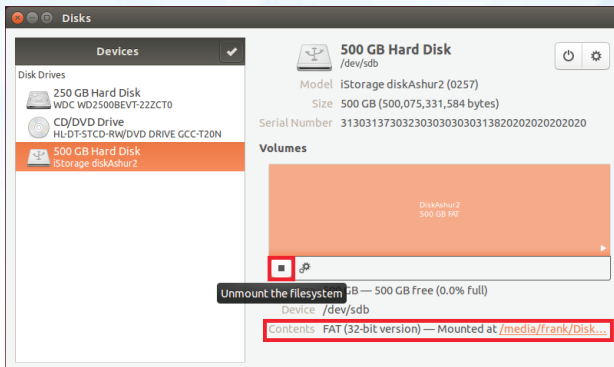 Disks
Devices
Disk Drives
250 GB Hard Disk
WDC WD2500BEVT-22ZCT0
CD/DVD Drive
HL-DT-STCD-RW/DVD DRIVE GCC-T20N
500 GB Hard Disk
iStorage diskAshur2
500 GB Hard Disk
/dev/sdb
Model iStorage diskAshur2 (0257)
Size 500 GB (500,075,331,584 bytes)
Serial Number 31303137303230303030303138202020202020
Volumes
DiskAshur2
500 GB FAT
Unmount the filesystem
GB — 500 GB free (0.0% full)
Device /dev/sdb
Contents FAT (32-bit version) — Mounted at /media/frank/Disk...